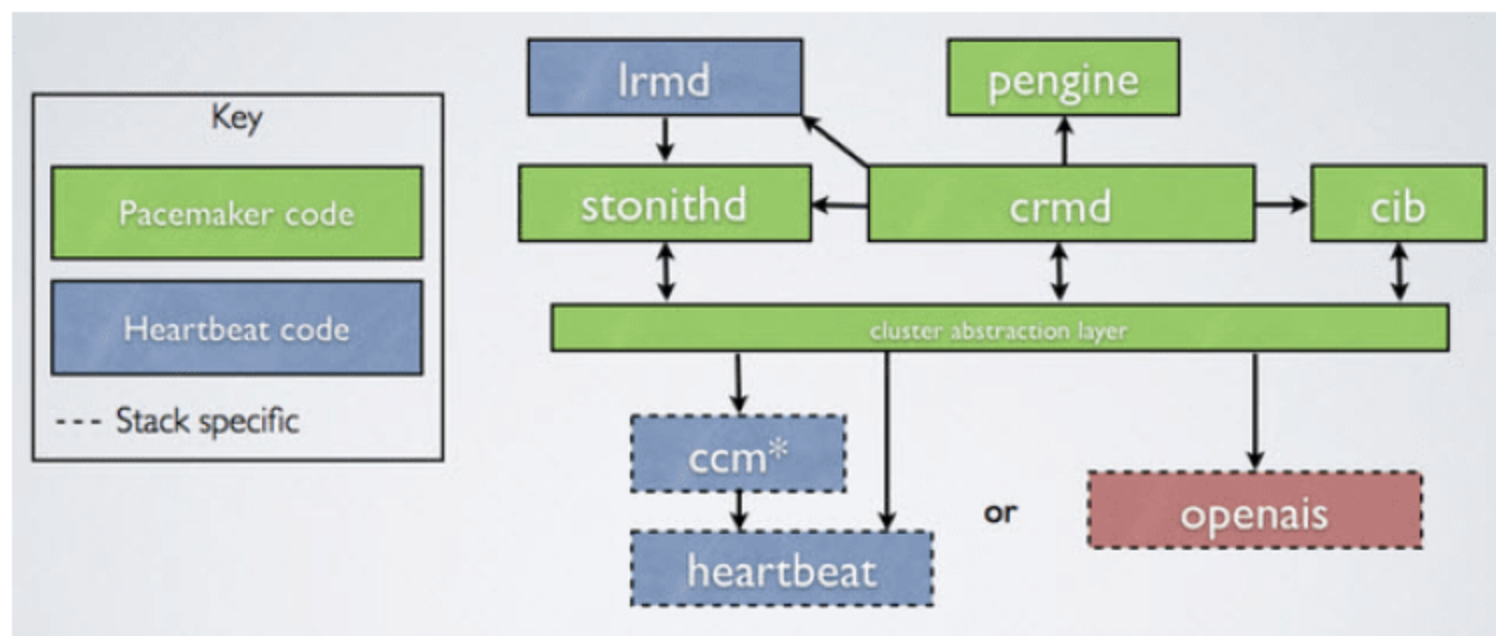 Key
Pacemaker code
Heartbeat code
--- Stack specific
lrmd
pengine
stonithd
crmd
cib
cluster abstraction layer
ccm*
heartbeat
or
openais